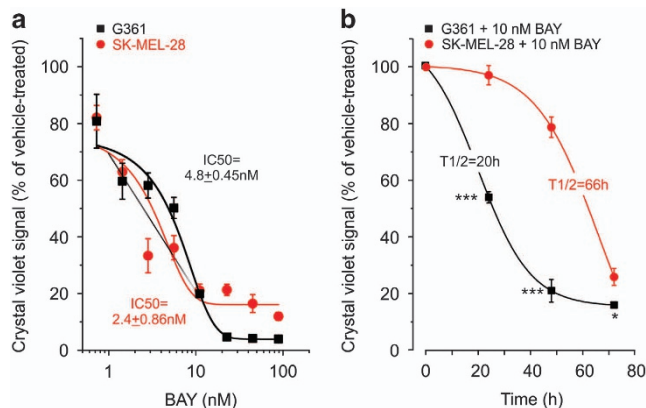 a
G361
SK-MEL-28
Crystal violet signal (% of vehicle-treated)
100
80
60
40
20
0
IC50=
4.8±0.45nM
IC50=
2.4±0.86nM
1
10
100
BAY (nM)
b
G361 + 10 nM BAY
SK-MEL-28 + 10 nM BAY
Crystal violet signal (% of vehicle-treated)
100
80
60
40
20
0
T1/2=20h
T1/2=66h
***
***
*
0
20
40
60
80
Time (h)